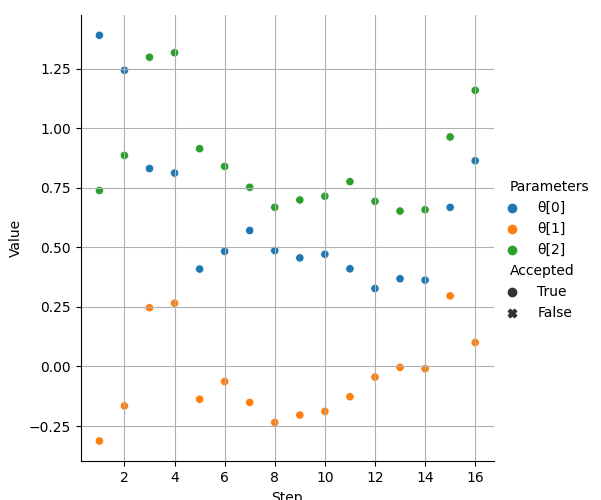 1.25
1.00
0.75
0.50
0.25
0.00
−0.25
Value
2 4 6 8 10 12 14 16
Step
Parameters
θ[0]
θ[1]
θ[2]
Accepted
True
False